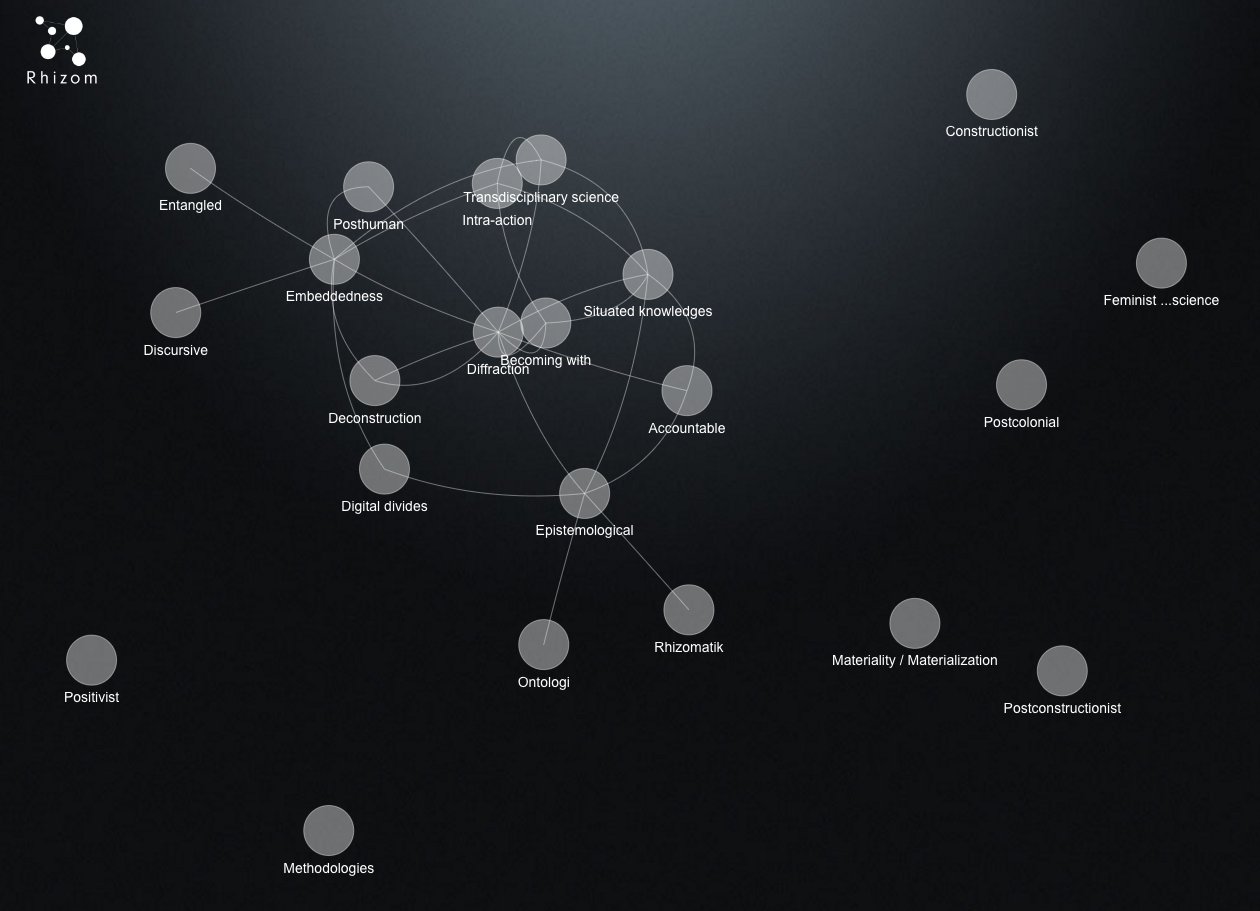 Rhizom
Constructionist
Entangled
Posthuman
Transdisciplinary science
Intra-action
Embeddedness
Situated knowledges
Feminist ...science
Discursive
Becoming with
Diffraction
Deconstruction
Accountable
Postcolonial
Digital divides
Epistemological
Rhizomatik
Materiality / Materialization
Ontologi
Positivist
Postconstructionist
Methodologies